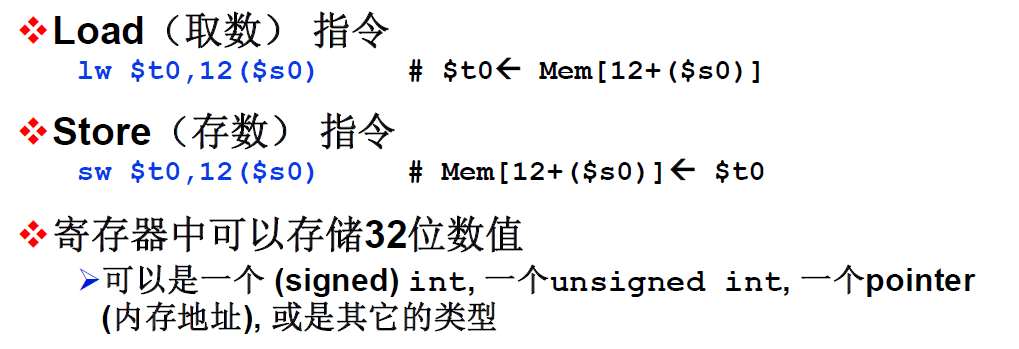 ❖Load（取数） 指令
lw $t0,12($s0) # $t0← Mem[12+($s0)]
❖Store（存数） 指令
sw $t0,12($s0) # Mem[12+($s0)]← $t0
❖寄存器中可以存储32位数值
➢可以是一个 (signed) int, 一个unsigned int, 一个pointer
(内存地址), 或是其它的类型